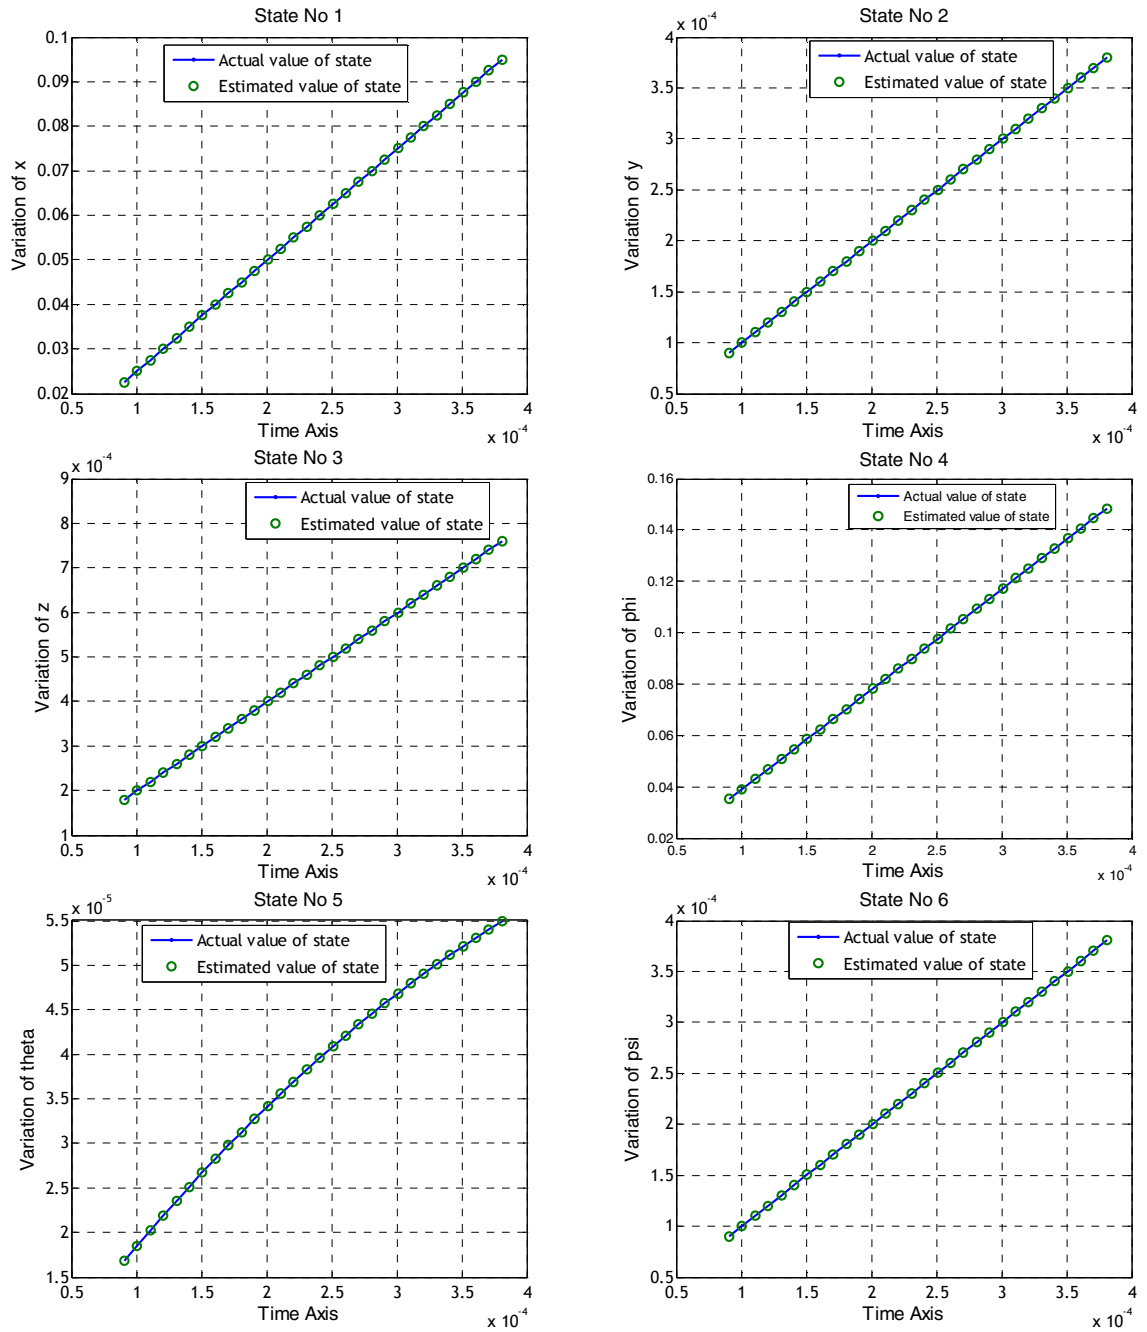 State No 1
0.1
0.09
0.08
0.07
0.06
0.05
0.04
0.03
0.02
Variation of x
Actual value of state
Estimated value of state
0.5 1 1.5 2 2.5 3 3.5 4
Time Axis
x 10-4
State No 2
x 10-4
4
3.5
3
2.5
2
1.5
1
0.5
Variation of y
Actual value of state
Estimated value of state
0.5 1 1.5 2 2.5 3 3.5 4
Time Axis
x 10-4
State No 3
x 10-4
9
8
7
6
5
4
3
2
1
Variation of z
Actual value of state
Estimated value of state
0.5 1 1.5 2 2.5 3 3.5 4
Time Axis
x 10-4
State No 4
0.16
0.14
0.12
0.1
0.08
0.06
0.04
0.02
Variation of phi
Actual value of state
Estimated value of state
0.5 1 1.5 2 2.5 3 3.5 4
Time Axis
x 10-4
State No 5
x 10-5
5.5
5
4.5
4
3.5
3
2.5
2
1.5
Variation of theta
Actual value of state
Estimated value of state
0.5 1 1.5 2 2.5 3 3.5 4
Time Axis
x 10-4
State No 6
x 10-4
4
3.5
3
2.5
2
1.5
1
0.5
Variation of psi
Actual value of state
Estimated value of state
0.5 1 1.5 2 2.5 3 3.5 4
Time Axis
x 10-4